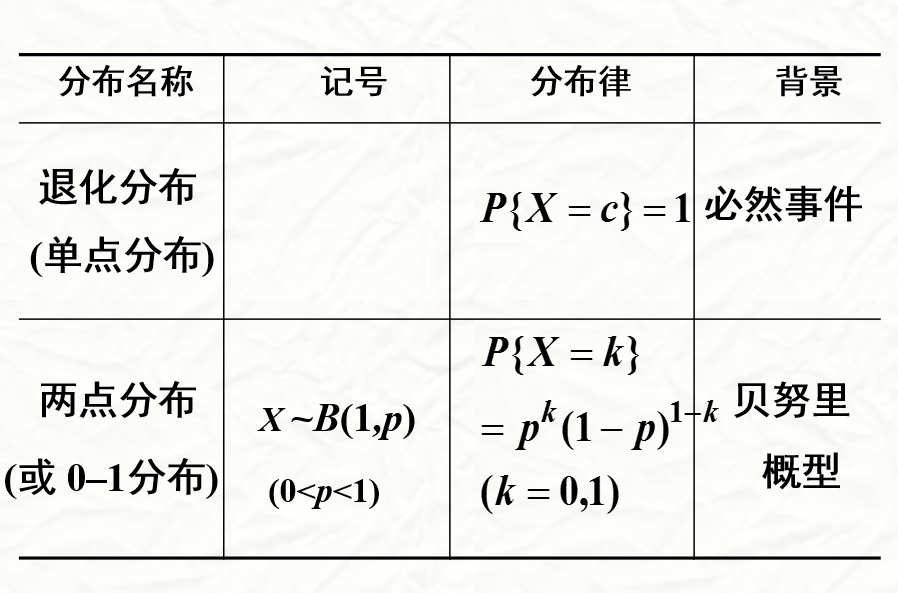 分布名称 记号 分布律 背景
退化分布
(单点分布)
P{X = c} = 1
必然事件
两点分布
(或 0–1分布)
X ~B(1,p)
(0<p<1)
P{X = k}
= p^k (1 − p)^{1−k}
(k = 0,1)
贝努里
概型